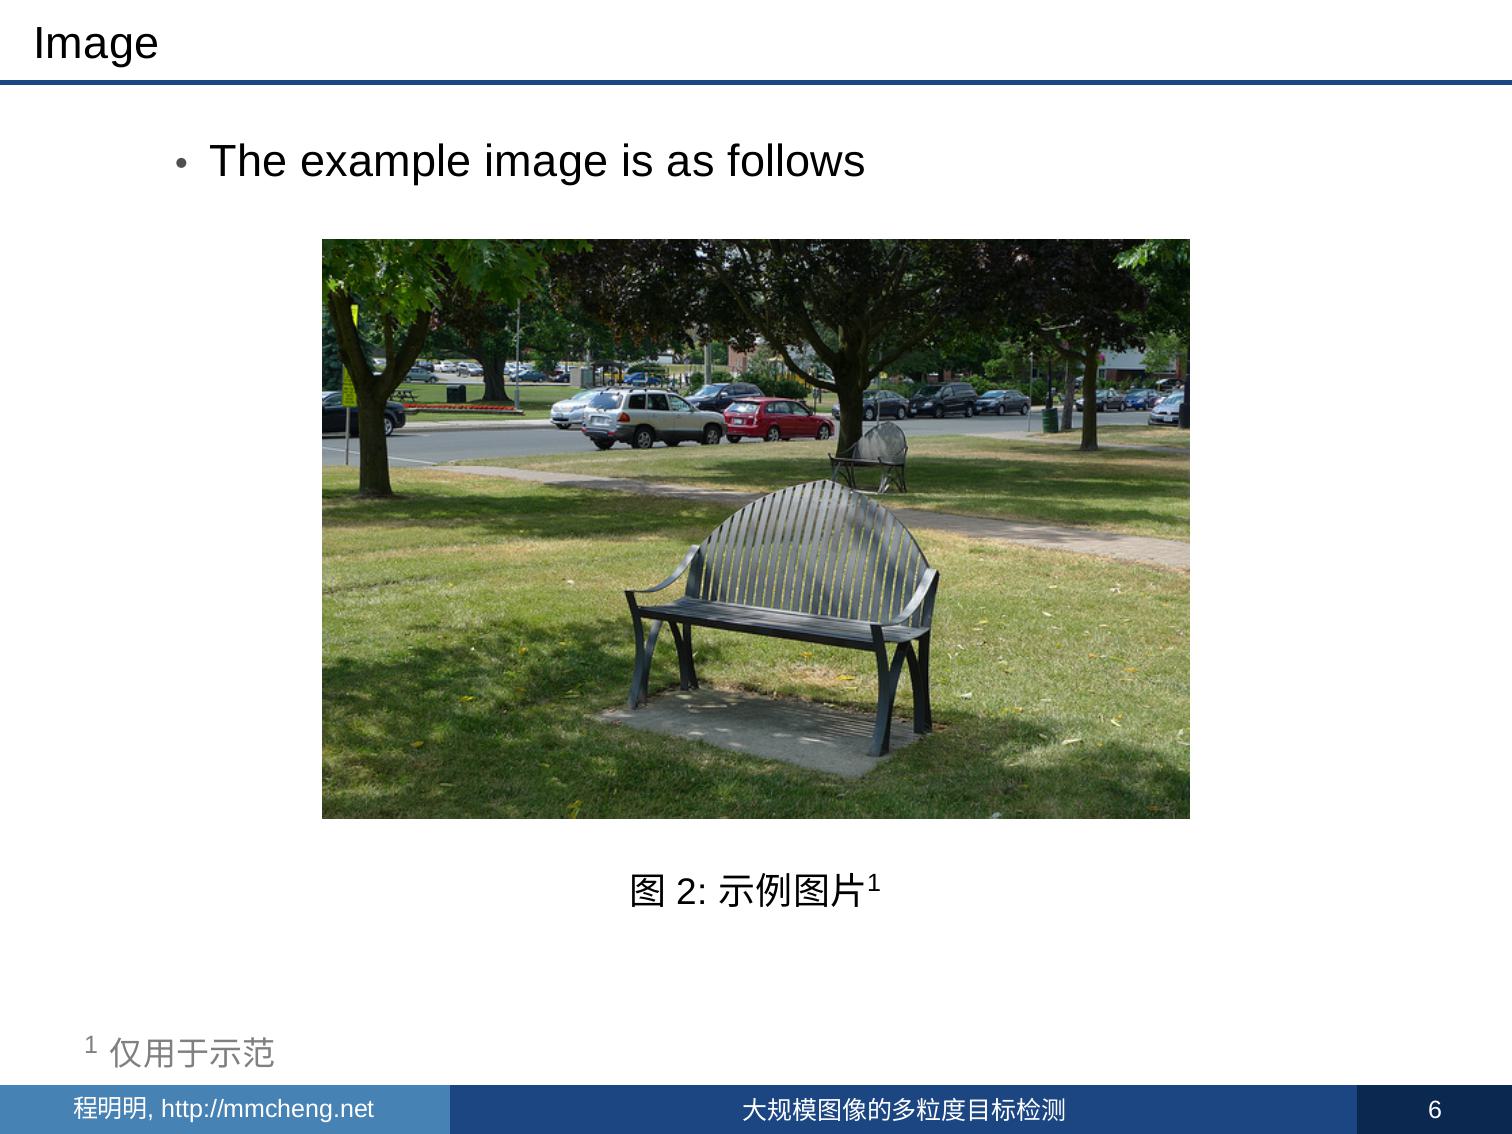 Image
• The example image is as follows
图 2: 示例图片¹
¹ 仅用于示范
程明明, http://mmcheng.net
大规模图像的多粒度目标检测
6